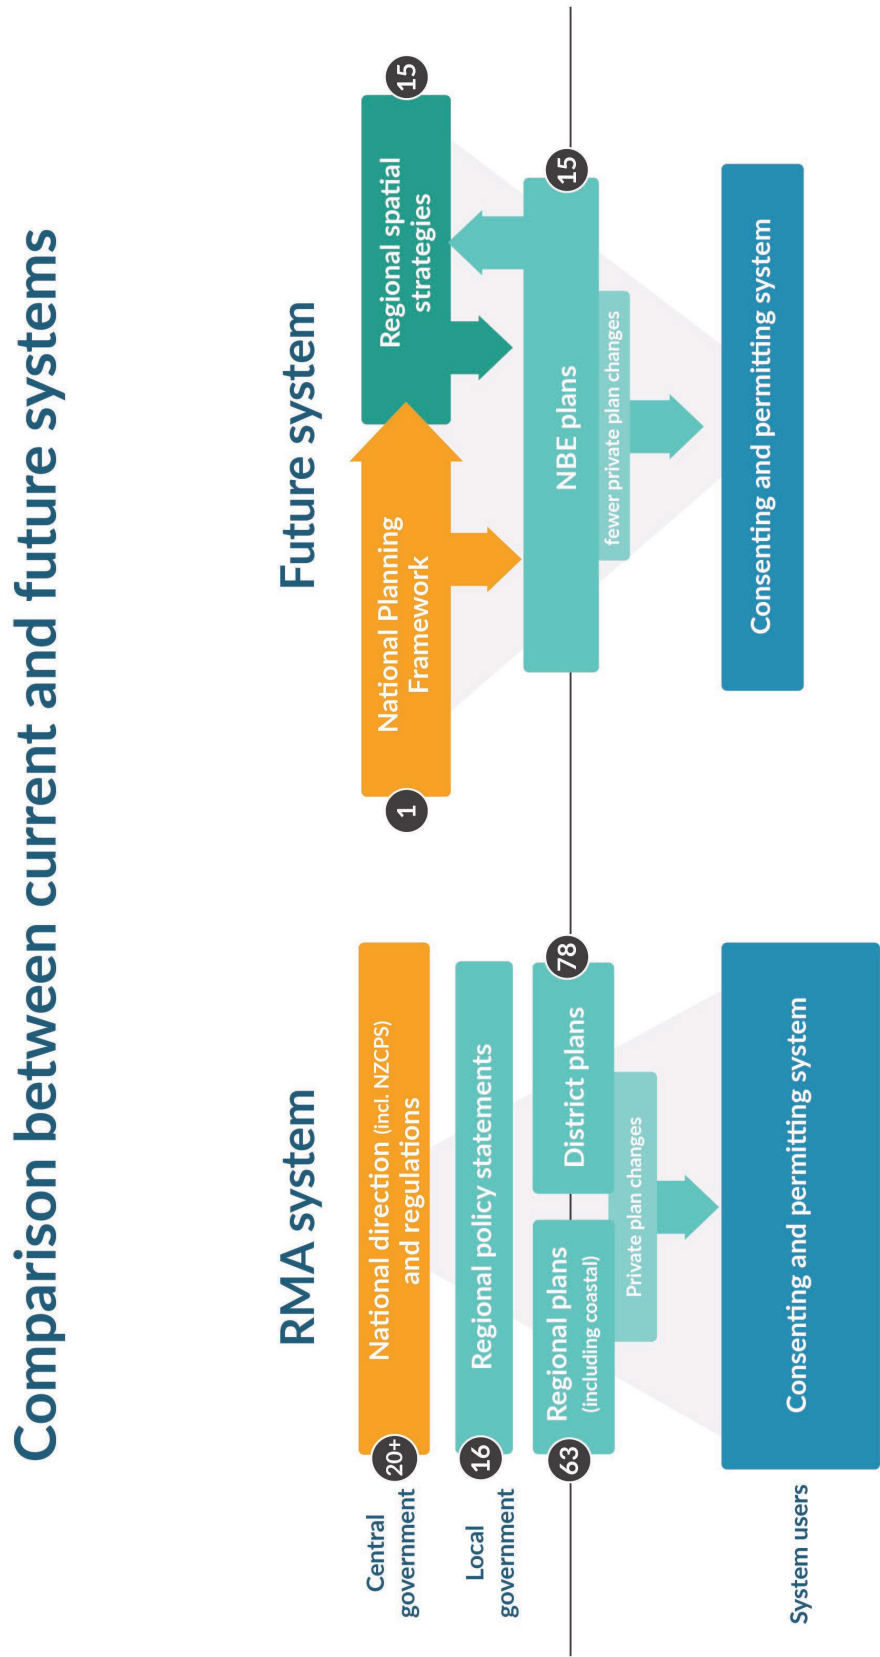 Comparison between current and future systems
RMA system
Central
government
20+
National direction (incl. NZCPS)
and regulations
Local
government
16
Regional policy statements
63
Regional plans
(including coastal)
District plans
78
Private plan changes
System users
Consenting and permitting system
Future system
1
National Planning
Framework
Regional spatial
strategies
15
NBE plans
15
fewer private plan changes
Consenting and permitting system